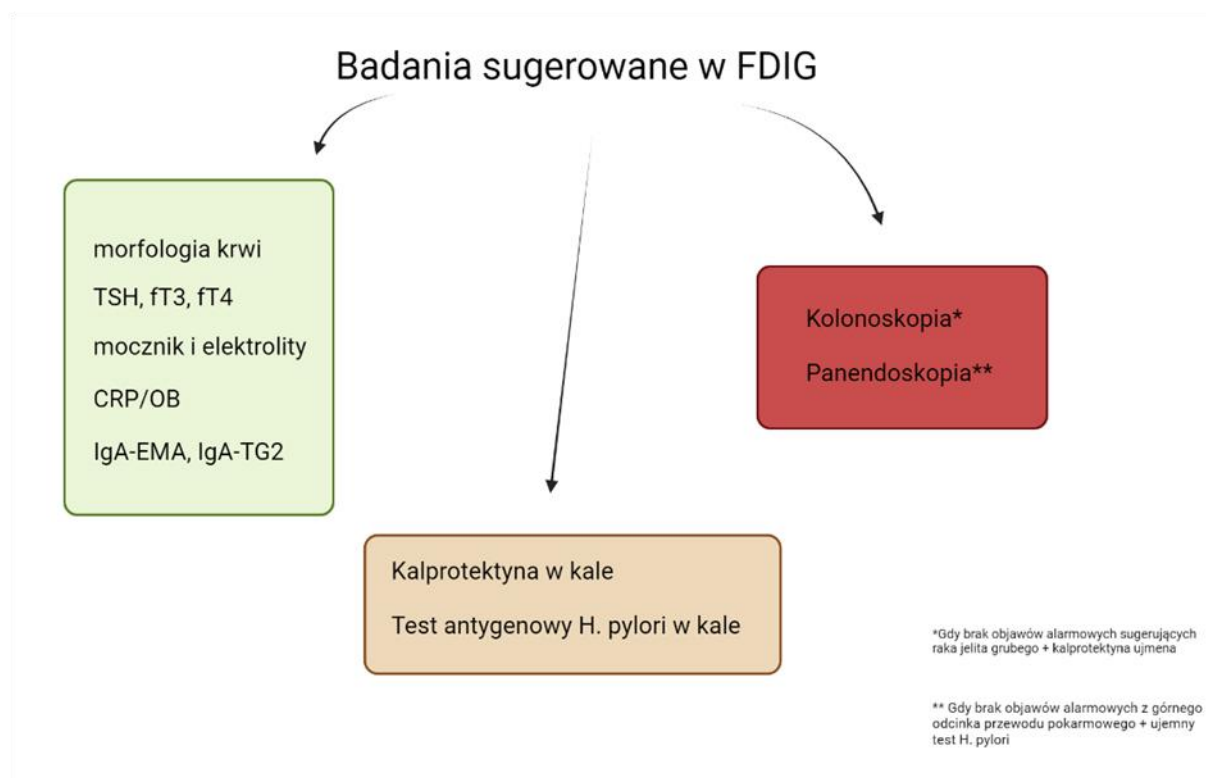 Badania sugerowane w FDIG
morfologia krwi
TSH, fT3, fT4
mocznik i elektrolity
CRP/OB
IgA-EMA, IgA-TG2
Kalprotektyna w kale
Test antygenowy H. pylori w kale
Kolonoskopia*
Panendoskopia**
*Gdy brak objawów alarmowych sugerujących
raka jelita grubego + kalprotektyna ujmena
** Gdy brak objawów alarmowych z górnego
odcinka przewodu pokarmowego + ujemny
test H. pylori